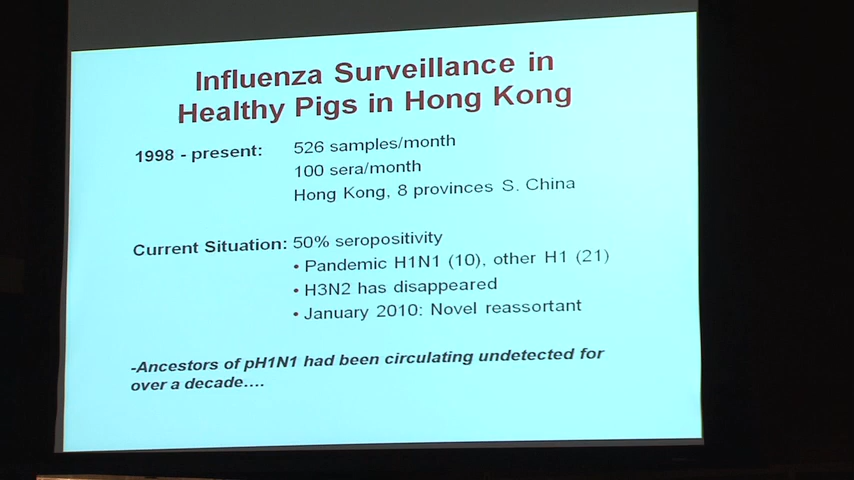 Influenza Surveillance in
Healthy Pigs in Hong Kong
1998 - present: 526 samples/month
100 sera/month
Hong Kong, 8 provinces S. China
Current Situation: 50% seropositivity
• Pandemic H1N1 (10), other H1 (21)
• H3N2 has disappeared
• January 2010: Novel reassortant
-Ancestors of pH1N1 had been circulating undetected for
over a decade....